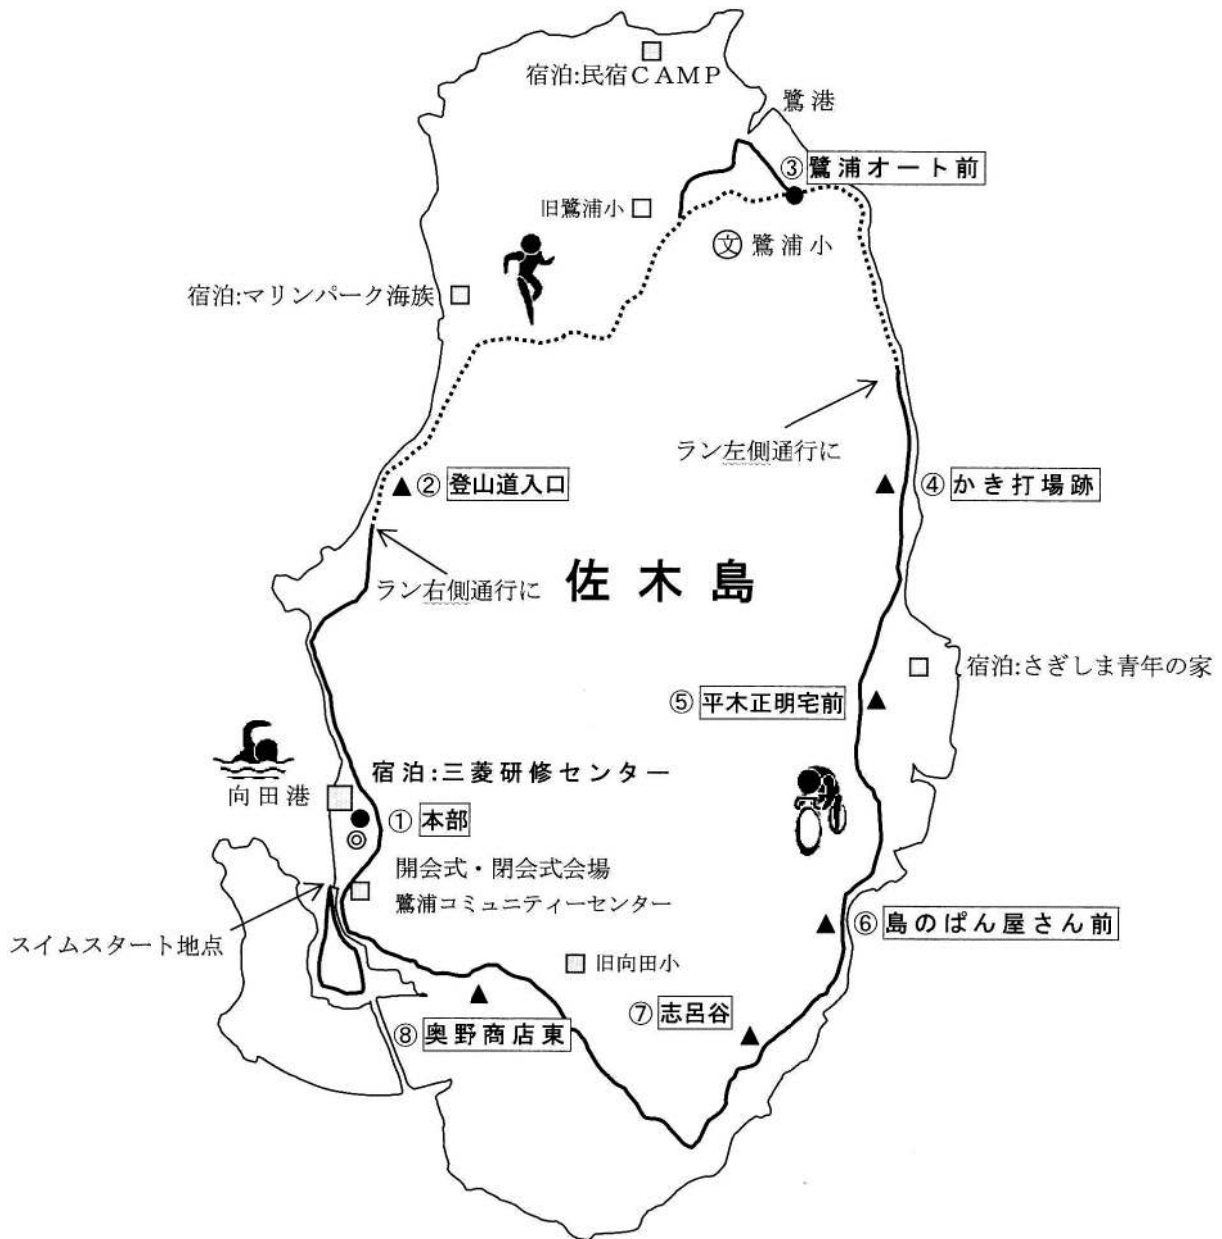 宿泊:民宿CAMP
鷺港
③ 鷺浦オート前
旧鷺浦小
文 鷺浦小
宿泊:マリンパーク海族
ラン左側通行に
② 登山道入口
④ かき打場跡
ラン右側通行に
佐木島
宿泊:さぎしま青年の家
⑤ 平木正明宅前
宿泊:三菱研修センター
向田港
① 本部
開会式・閉会式会場
鷺浦コミュニティーセンター
⑥ 島のぱん屋さん前
スイムスタート地点
旧向田小
⑦ 志呂谷
⑧ 奥野商店東